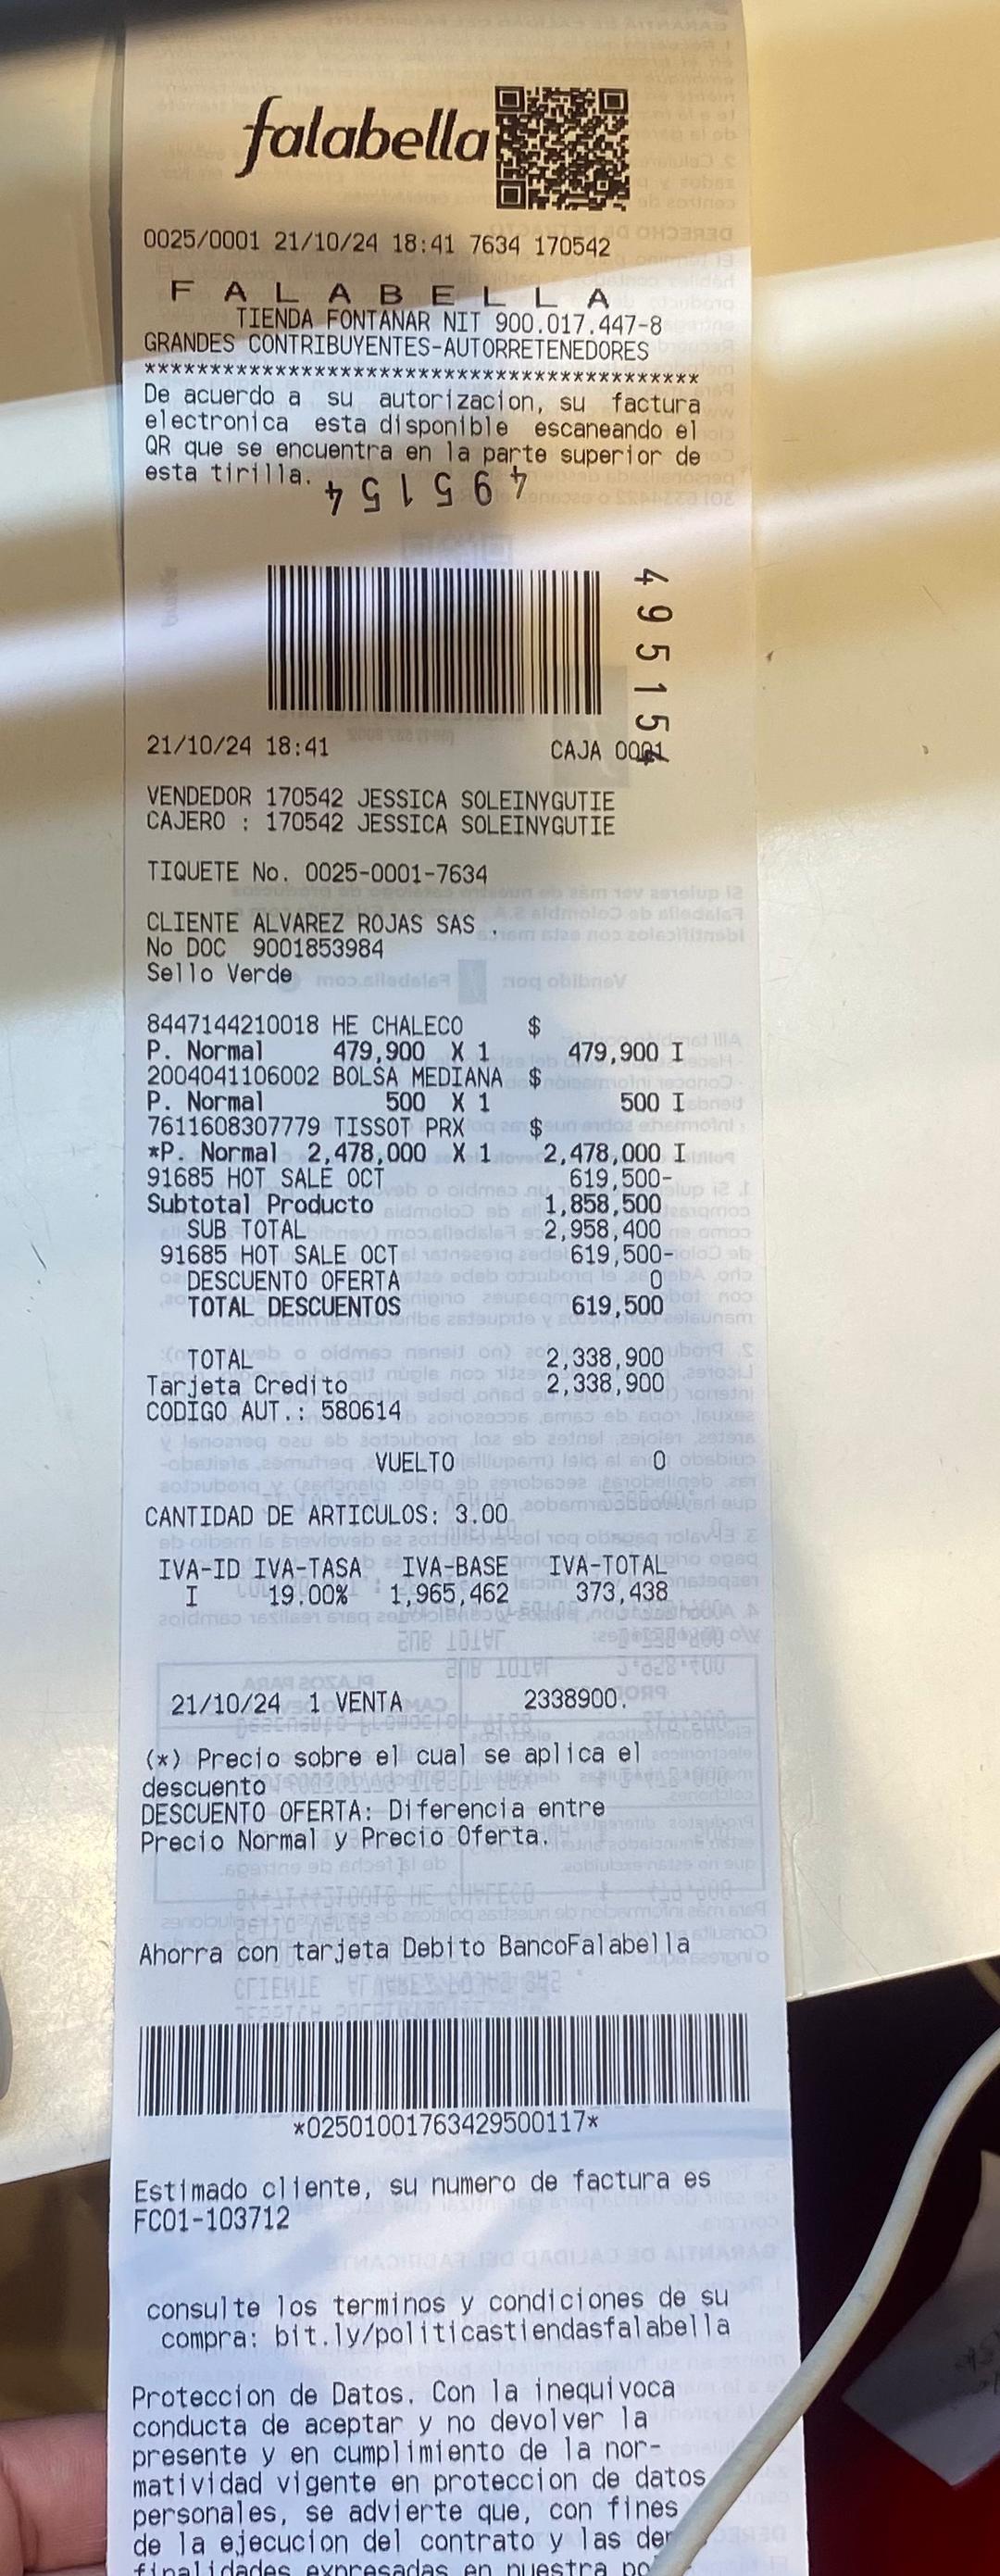 falabella
0025/0001 21/10/24 18:41 7634 170542
F A L A B E L L A
TIENDA FONTANAR NIT 900.017.447-8
GRANDES CONTRIBUYENTES-AUTORRETENEDORES
******************************************
De acuerdo a su autorizacion, su factura
electronica esta disponible escaneando el
QR que se encuentra en la parte superior de
esta tirilla.
495154
495154
21/10/24 18:41 CAJA 0001
VENDEDOR 170542 JESSICA SOLEINYGUTIE
CAJERO : 170542 JESSICA SOLEINYGUTIE
TIQUETE No. 0025-0001-7634
CLIENTE ALVAREZ ROJAS SAS .
No DOC 9001853984
Sello Verde
8447144210018 HE CHALECO $
P. Normal 479,900 X 1 479,900 I
2004041106002 BOLSA MEDIANA $
P. Normal 500 X 1 500 I
7611608307779 TISSOT PRX $
*P. Normal 2,478,000 X 1 2,478,000 I
91685 HOT SALE OCT 619,500-
Subtotal Producto 1,858,500
SUB TOTAL 2,958,400
91685 HOT SALE OCT 619,500-
DESCUENTO OFERTA 0
TOTAL DESCUENTOS 619,500
TOTAL 2,338,900
Tarjeta Credito 2,338,900
CODIGO AUT.: 580614
VUELTO 0
CANTIDAD DE ARTICULOS: 3.00
IVA-ID IVA-TASA IVA-BASE IVA-TOTAL
I 19.00% 1,965,462 373,438
21/10/24 1 VENTA 2338900.
(*) Precio sobre el cual se aplica el
descuento
DESCUENTO OFERTA: Diferencia entre
Precio Normal y Precio Oferta.
Ahorra con tarjeta Debito BancoFalabella
*02501001763429500117*
Estimado cliente, su numero de factura es
FC01-103712
consulte los terminos y condiciones de su
compra: bit.ly/politicastiendasfalabella
Proteccion de Datos. Con la inequivoca
conducta de aceptar y no devolver la
presente y en cumplimiento de la nor-
matividad vigente en proteccion de datos
personales, se advierte que, con fines
de la ejecucion del contrato y las
finalidades expresadas en nuestra